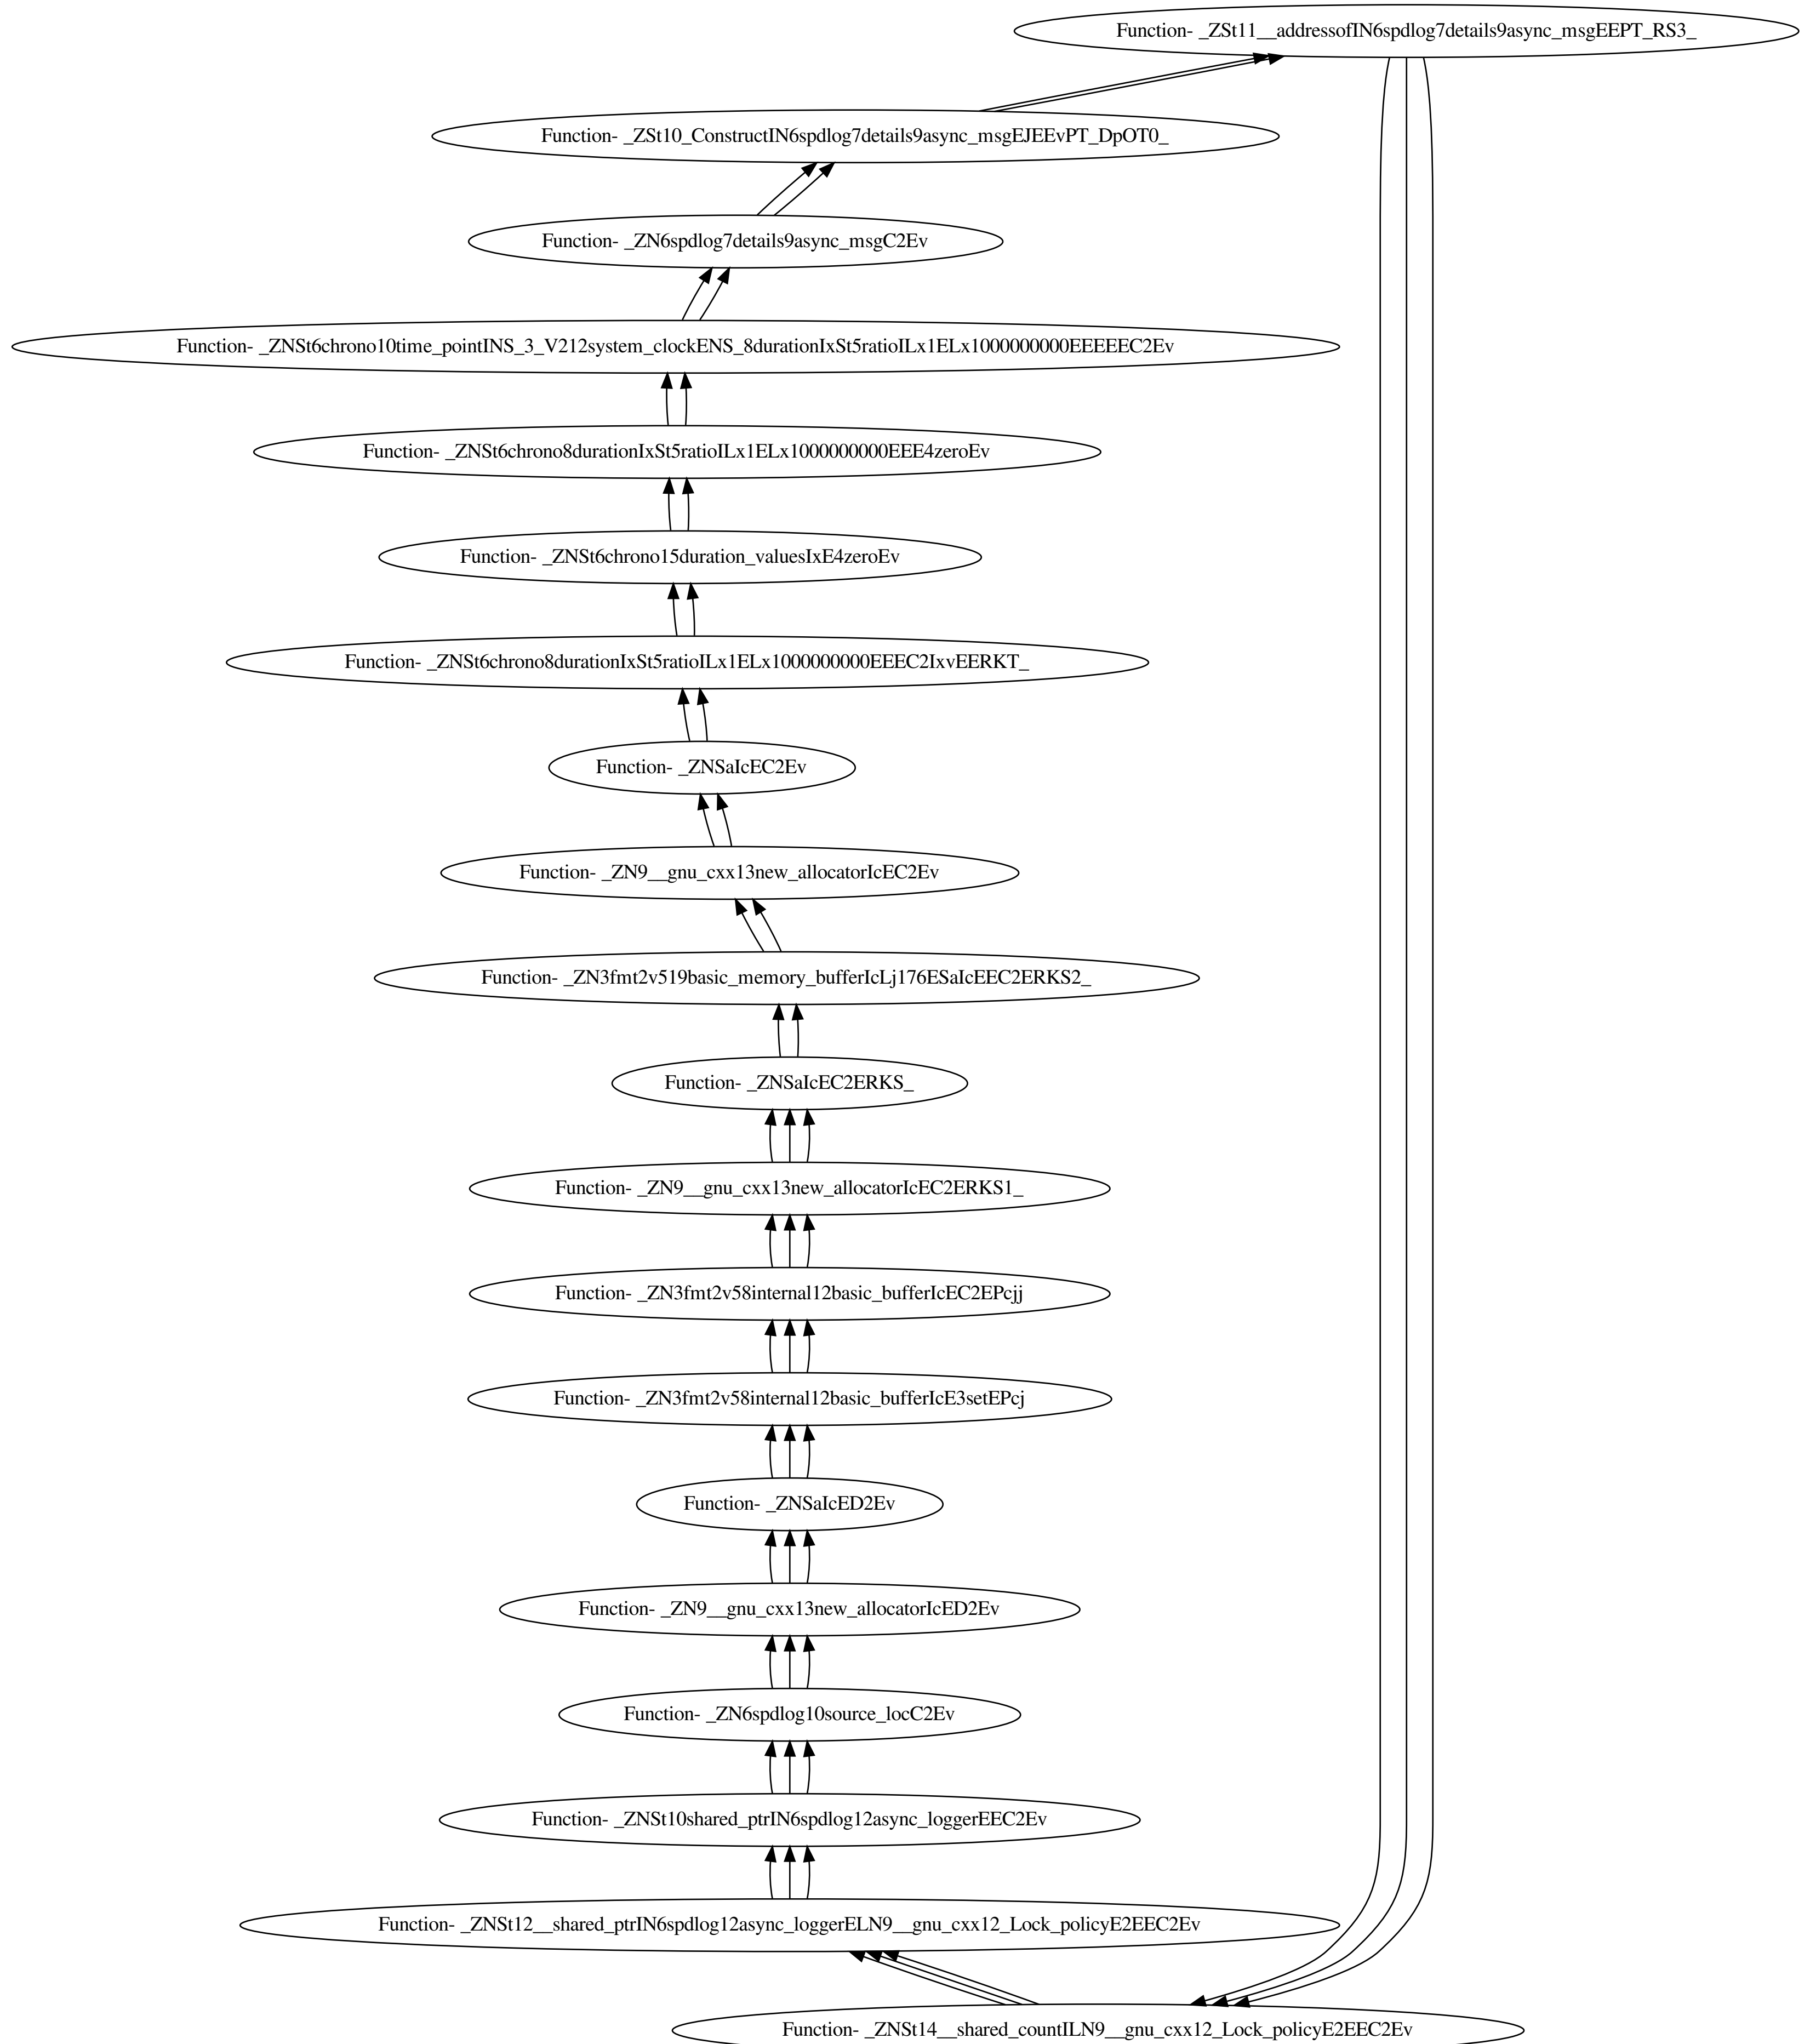 Function- _ZSt11__addressofIN6spdlog7details9async_msgEEPT_RS3_
Function- _ZSt10_ConstructIN6spdlog7details9async_msgEJEEvPT_DpOT0_
Function- _ZN6spdlog7details9async_msgC2Ev
Function- _ZNSt6chrono10time_pointINS_3_V212system_clockENS_8durationIxSt5ratioILx1ELx1000000000EEEEEC2Ev
Function- _ZNSt6chrono8durationIxSt5ratioILx1ELx1000000000EEE4zeroEv
Function- _ZNSt6chrono15duration_valuesIxE4zeroEv
Function- _ZNSt6chrono8durationIxSt5ratioILx1ELx1000000000EEEC2IxvEERKT_
Function- _ZNSaIcEC2Ev
Function- _ZN9__gnu_cxx13new_allocatorIcEC2Ev
Function- _ZN3fmt2v519basic_memory_bufferIcLj176ESaIcEEC2ERKS2_
Function- _ZNSaIcEC2ERKS_
Function- _ZN9__gnu_cxx13new_allocatorIcEC2ERKS1_
Function- _ZN3fmt2v58internal12basic_bufferIcEC2EPcjj
Function- _ZN3fmt2v58internal12basic_bufferIcE3setEPcj
Function- _ZNSaIcED2Ev
Function- _ZN9__gnu_cxx13new_allocatorIcED2Ev
Function- _ZN6spdlog10source_locC2Ev
Function- _ZNSt10shared_ptrIN6spdlog12async_loggerEEC2Ev
Function- _ZNSt12__shared_ptrIN6spdlog12async_loggerELN9__gnu_cxx12_Lock_policyE2EEC2Ev
Function- _ZNSt14__shared_countILN9__gnu_cxx12_Lock_policyE2EEC2Ev